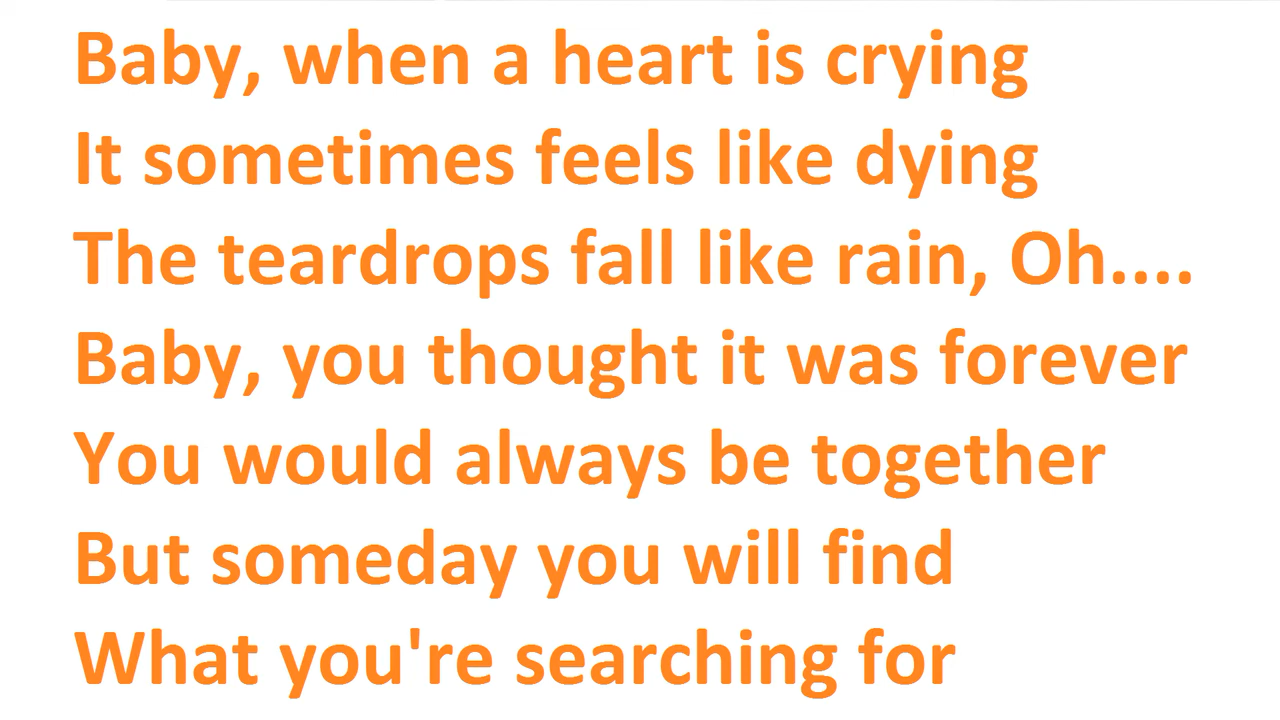 Baby, when a heart is crying
It sometimes feels like dying
The teardrops fall like rain, Oh....
Baby, you thought it was forever
You would always be together
But someday you will find
What you're searching for